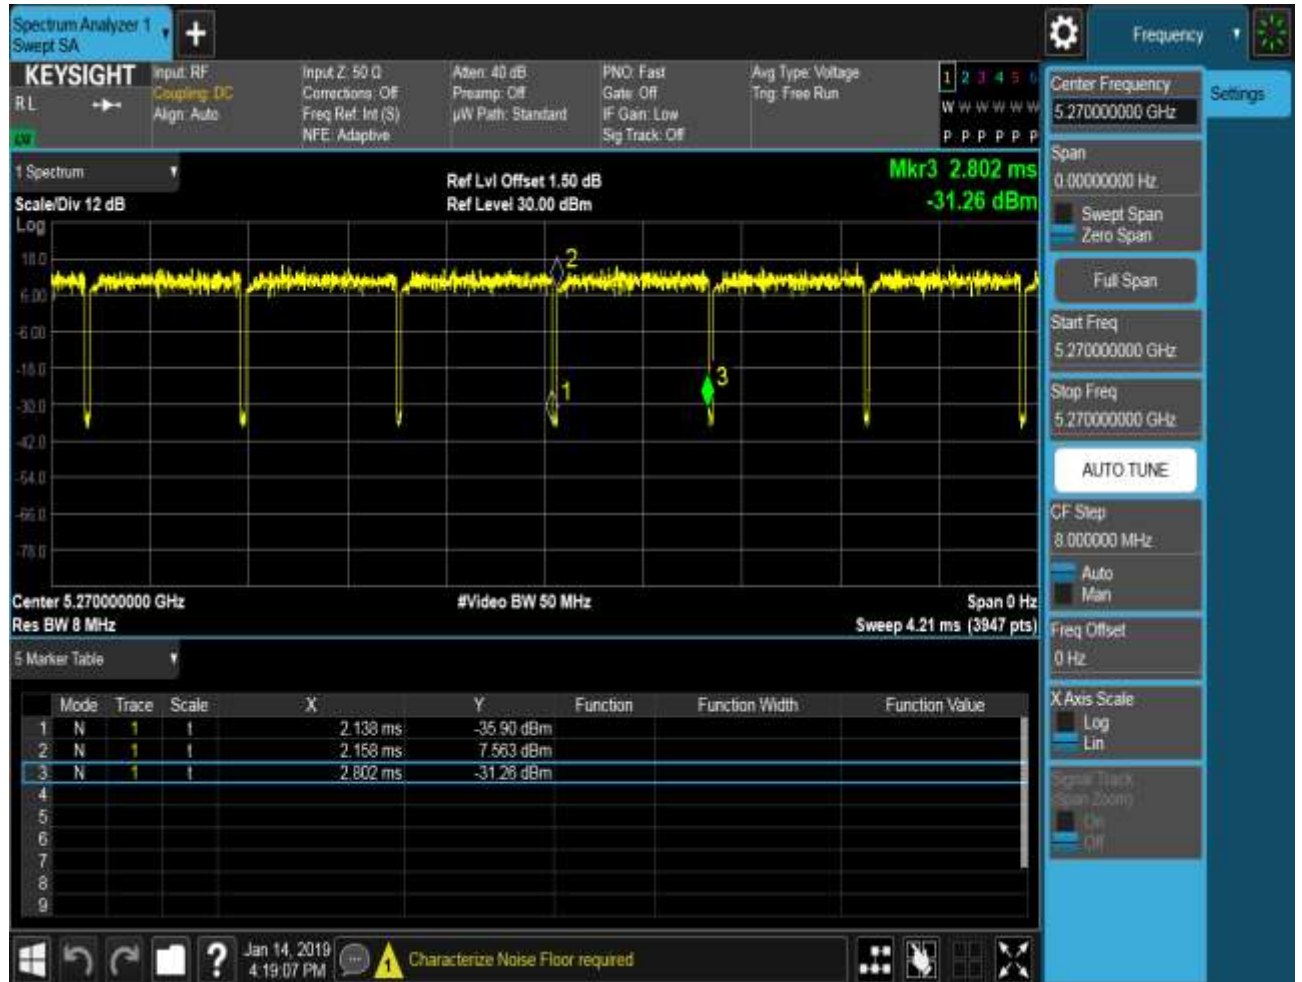 Spectrum Analyzer 1
Swept SA
Frequency
KEYSIGHT
R L
Input: RF
Coupling: DC
Align: Auto
Input Z: 50 Ω
Corrections: Off
Freq Ref: Int (S)
NFE: Adaptive
Atten: 40 dB
Preamp: Off
µW Path: Standard
PNO: Fast
Gate: Off
IF Gain: Low
Sig Track: Off
Avg Type: Voltage
Trig: Free Run
1 2 3 4 5 6
W W W W W W
P P P P P P
1 Spectrum
Scale/Div 12 dB
Ref Lvl Offset 1.50 dB
Ref Level 30.00 dBm
Mkr3 2.802 ms
-31.26 dBm
Log
18.0
6.00
-6.00
-18.0
-30.0
-42.0
-54.0
-66.0
-78.0
2
1
3
Center 5.270000000 GHz
#Video BW 50 MHz
Span 0 Hz
Res BW 8 MHz
Sweep 4.21 ms (3947 pts)
5 Marker Table
Mode Trace Scale X Y Function Function Width Function Value
1 N 1 t 2.138 ms -35.90 dBm
2 N 1 t 2.158 ms 7.563 dBm
3 N 1 t 2.802 ms -31.26 dBm
4
5
6
7
8
9
Jan 14, 2019
4:19:07 PM
Characterize Noise Floor required
Center Frequency
5.270000000 GHz
Settings
Span
0.00000000 Hz
Swept Span
Zero Span
Full Span
Start Freq
5.270000000 GHz
Stop Freq
5.270000000 GHz
AUTO TUNE
CF Step
8.000000 MHz
Auto
Man
Freq Offset
0 Hz
X Axis Scale
Log
Lin
Signal Track
(Span Zoom)
On
Off